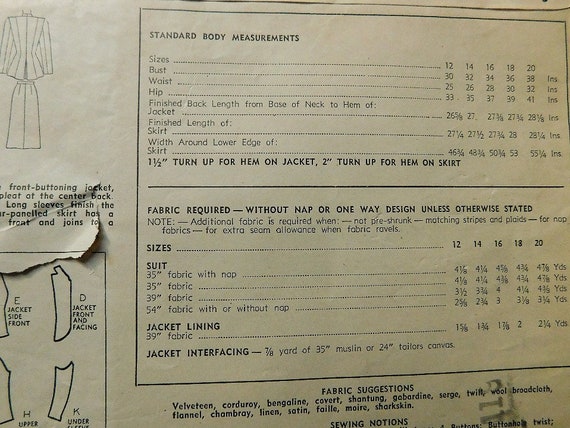 STANDARD BODY MEASUREMENTS
Sizes 12 14 16 18 20
Bust 30 32 34 36 38 Ins
Waist 25 26 28 30 32 Ins
Hip 33 35 37 39 41 Ins
Finished Back Length from Base of Neck to Hem of:
Jacket 26⅝ 27 27⅜ 27¾ 28⅛ Ins
Finished Length of:
Skirt 27¼ 27½ 27¾ 28 28¼ Ins
Width Around Lower Edge of:
Skirt 46¾ 48¾ 50¾ 53 55¼ Ins
1½" TURN UP FOR HEM ON JACKET, 2" TURN UP FOR HEM ON SKIRT
e front-buttoning jacket,
pleat at the center back.
Long sleeves finish the
ur-panelled skirt has a
front and joins to a
FABRIC REQUIRED — WITHOUT NAP OR ONE WAY DESIGN UNLESS OTHERWISE STATED
NOTE: — Additional fabric is required when: — not pre-shrunk — matching stripes and plaids — for nap
fabrics — for extra seam allowance when fabric ravels.
SIZES 12 14 16 18 20
SUIT
35" fabric with nap 4⅛ 4¼ 4⅝ 4¾ 4⅞ Yds
35" fabric 4⅛ 4¼ 4⅜ 4¾ Yds
39" fabric 3½ 3¾ 4 4¼ 4⅜ Yds
54" fabric with or without nap 2⅝ 2¾ 3 3⅛ 3¼ Yds
JACKET LINING
39" fabric 1⅝ 1¾ 1⅞ 2 2¼ Yds
JACKET INTERFACING — ⅞ yard of 35" muslin or 24" tailors canvas.
E
JACKET
SIDE
FRONT
D
JACKET
FRONT
AND
FACING
H
UPPER
K
UNDER
SLEEVE
FABRIC SUGGESTIONS
Velveteen, corduroy, bengaline, covert, shantung, gabardine, serge, twill, wool broadcloth,
flannel, chambray, linen, satin, faille, moire, sharkskin.
SEWING NOTIONS
4 Buttons; Buttonhole twist;